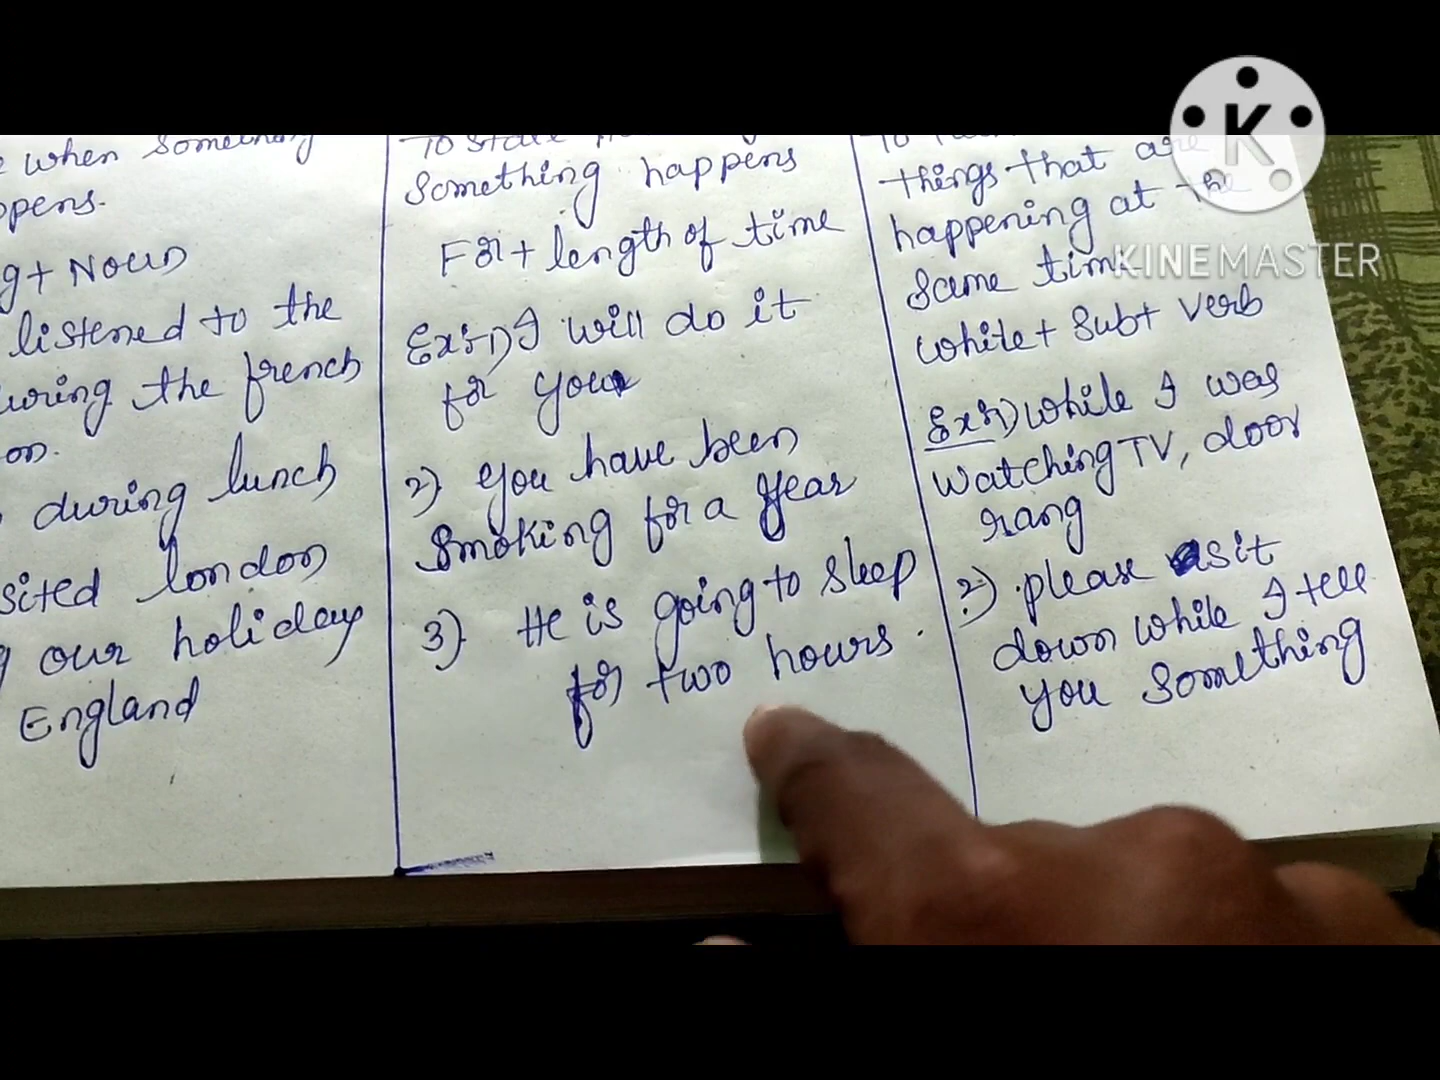 when something
ppens.
g + Noun
listened to the
uring the french
on.
during lunch
sited london
g our holiday
England
To state
Something happens
For + length of time
Ex:-1) I will do it
for you
2) you have been
Smoking for a year
3) He is going to sleep
for two hours.
things that are
happening at the
same time
while + Sub + verb
Ex:-1) while I was
watching TV, door
rang
2) please sit
down while I tell
you something
K
KINEMASTER